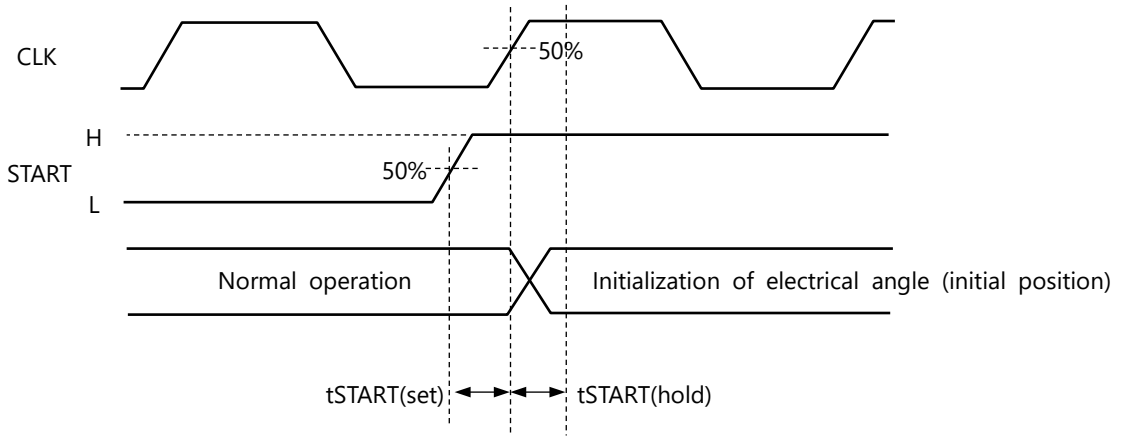 CLK
50%
H
START
50%
L
Normal operation
Initialization of electrical angle (initial position)
tSTART(set)
tSTART(hold)